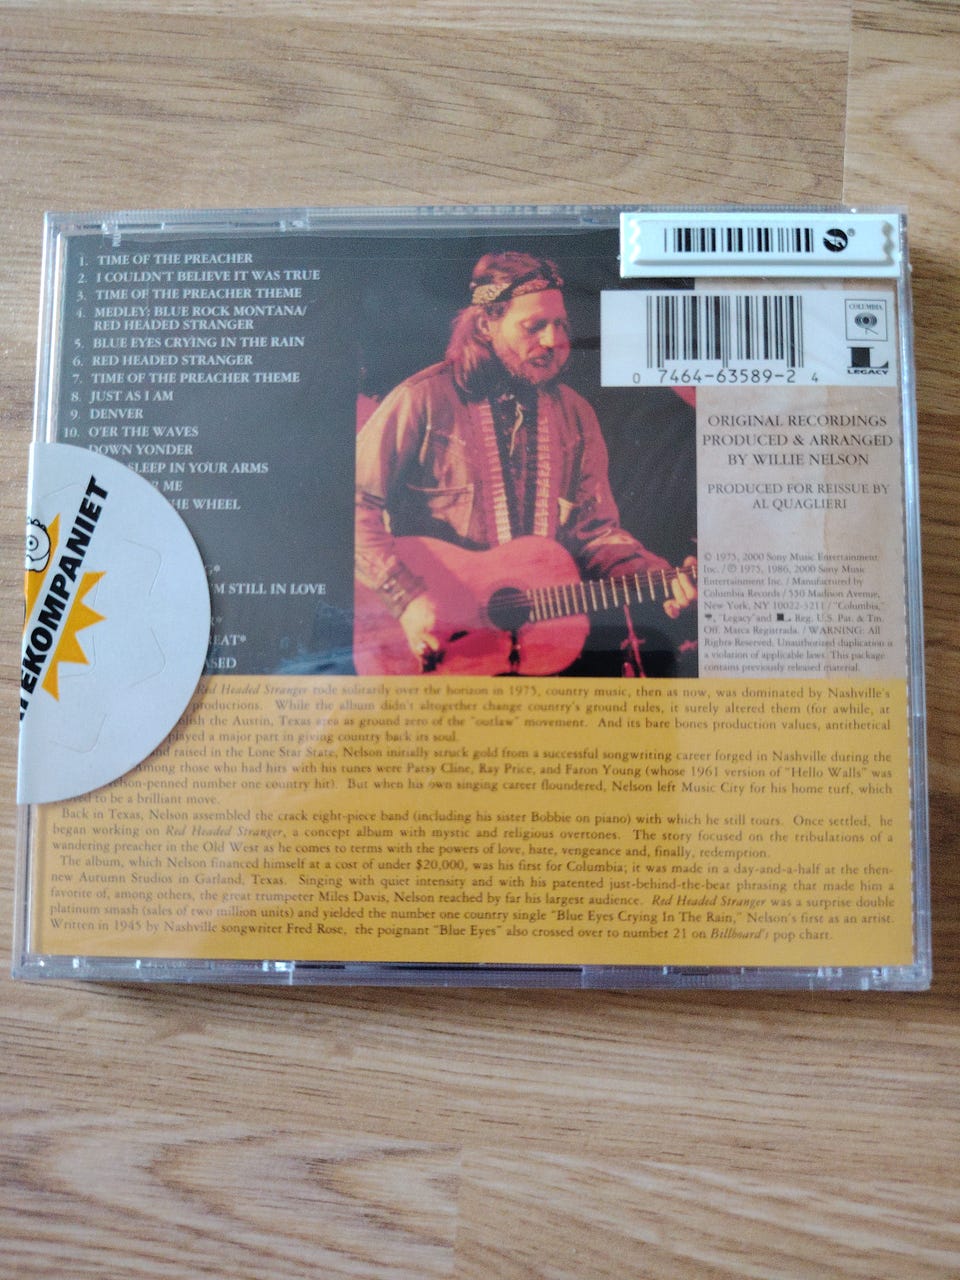 1. TIME OF THE PREACHER
2. I COULDN'T BELIEVE IT WAS TRUE
3. TIME OF THE PREACHER THEME
4. MEDLEY: BLUE ROCK MONTANA/
RED HEADED STRANGER
5. BLUE EYES CRYING IN THE RAIN
6. RED HEADED STRANGER
7. TIME OF THE PREACHER THEME
8. JUST AS I AM
9. DENVER
10. O'ER THE WAVES
DOWN YONDER
SLEEP IN YOUR ARMS
ME
HE WHEEL
'M STILL IN LOVE
REAT*
ASED
EKOMPANIET
0 7464-63589-2 4
COLUMBIA
L
LEGACY
ORIGINAL RECORDINGS
PRODUCED & ARRANGED
BY WILLIE NELSON
PRODUCED FOR REISSUE BY
AL QUAGLIERI
© 1975, 2000 Sony Music Entertainment
Inc. / ℗ 1975, 1986, 2000 Sony Music
Entertainment Inc. / Manufactured by
Columbia Records / 550 Madison Avenue,
New York, NY 10022-3211 / "Columbia,"
, "Legacy" and L Reg. U.S. Pat. & Tm.
Off. Marca Registrada. / WARNING: All
Rights Reserved. Unauthorized duplication is
a violation of applicable laws. This package
contains previously released material.
Red Headed Stranger rode solitarily over the horizon in 1975, country music, then as now, was dominated by Nashville's
productions. While the album didn't altogether change country's ground rules, it surely altered them (for awhile, at
lish the Austin, Texas area as ground zero of the "outlaw" movement. And its bare bones production values, antithetical
played a major part in giving country back its soul.
and raised in the Lone Star State, Nelson initially struck gold from a successful songwriting career forged in Nashville during the
Among those who had hits with his tunes were Patsy Cline, Ray Price, and Faron Young (whose 1961 version of "Hello Walls" was
elson-penned number one country hit). But when his own singing career floundered, Nelson left Music City for his home turf, which
to be a brilliant move.
Back in Texas, Nelson assembled the crack eight-piece band (including his sister Bobbie on piano) with which he still tours. Once settled, he
began working on Red Headed Stranger, a concept album with mystic and religious overtones. The story focused on the tribulations of a
wandering preacher in the Old West as he comes to terms with the powers of love, hate, vengeance and, finally, redemption.
The album, which Nelson financed himself at a cost of under $20,000, was his first for Columbia; it was made in a day-and-a-half at the then-
new Autumn Studios in Garland, Texas. Singing with quiet intensity and with his patented just-behind-the-beat phrasing that made him a
favorite of, among others, the great trumpeter Miles Davis, Nelson reached by far his largest audience. Red Headed Stranger was a surprise double
platinum smash (sales of two million units) and yielded the number one country single "Blue Eyes Crying In The Rain," Nelson's first as an artist.
Written in 1945 by Nashville songwriter Fred Rose, the poignant "Blue Eyes" also crossed over to number 21 on Billboard's pop chart.